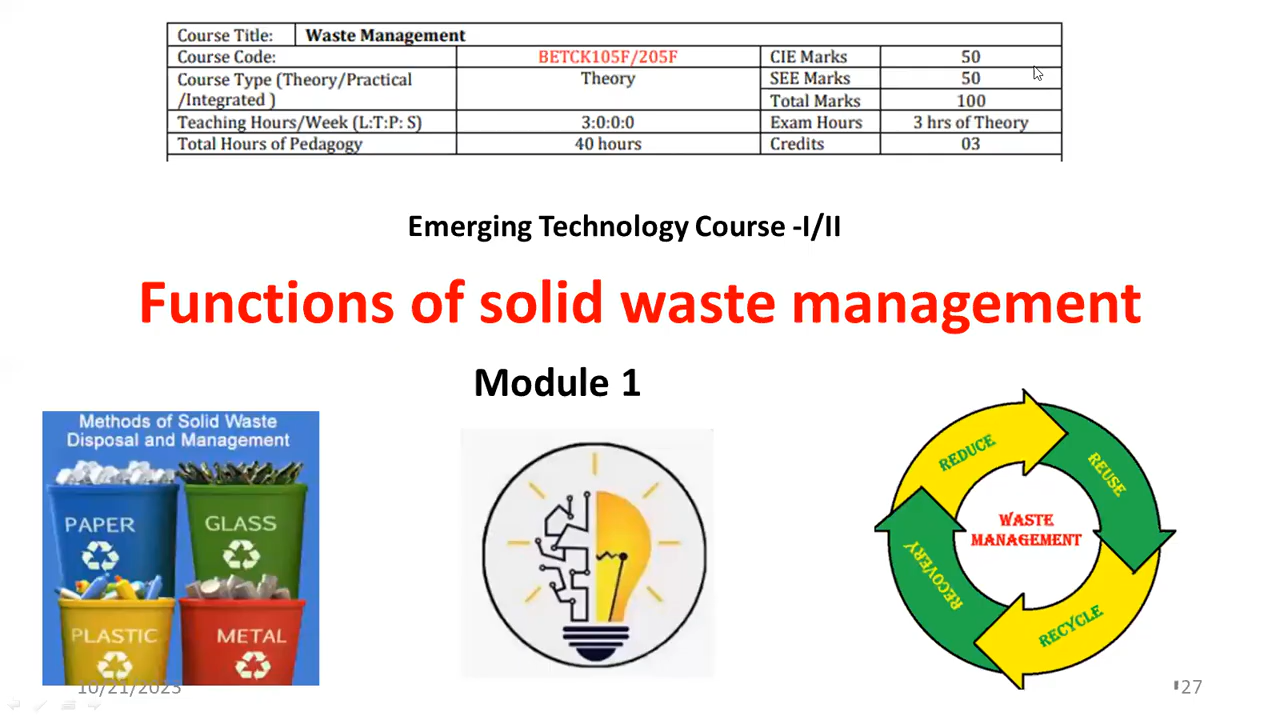 Course Title: Waste Management
Course Code: BETCK105F/205F CIE Marks 50
Course Type (Theory/Practical /Integrated ) Theory SEE Marks 50
Total Marks 100
Teaching Hours/Week (L:T:P: S) 3:0:0:0 Exam Hours 3 hrs of Theory
Total Hours of Pedagogy 40 hours Credits 03
Emerging Technology Course -I/II
Functions of solid waste management
Module 1
Methods of Solid Waste
Disposal and Management
PAPER
GLASS
PLASTIC
METAL
REDUCE
REUSE
WASTE
MANAGEMENT
RECOVERY
RECYCLE
10/21/2023
27